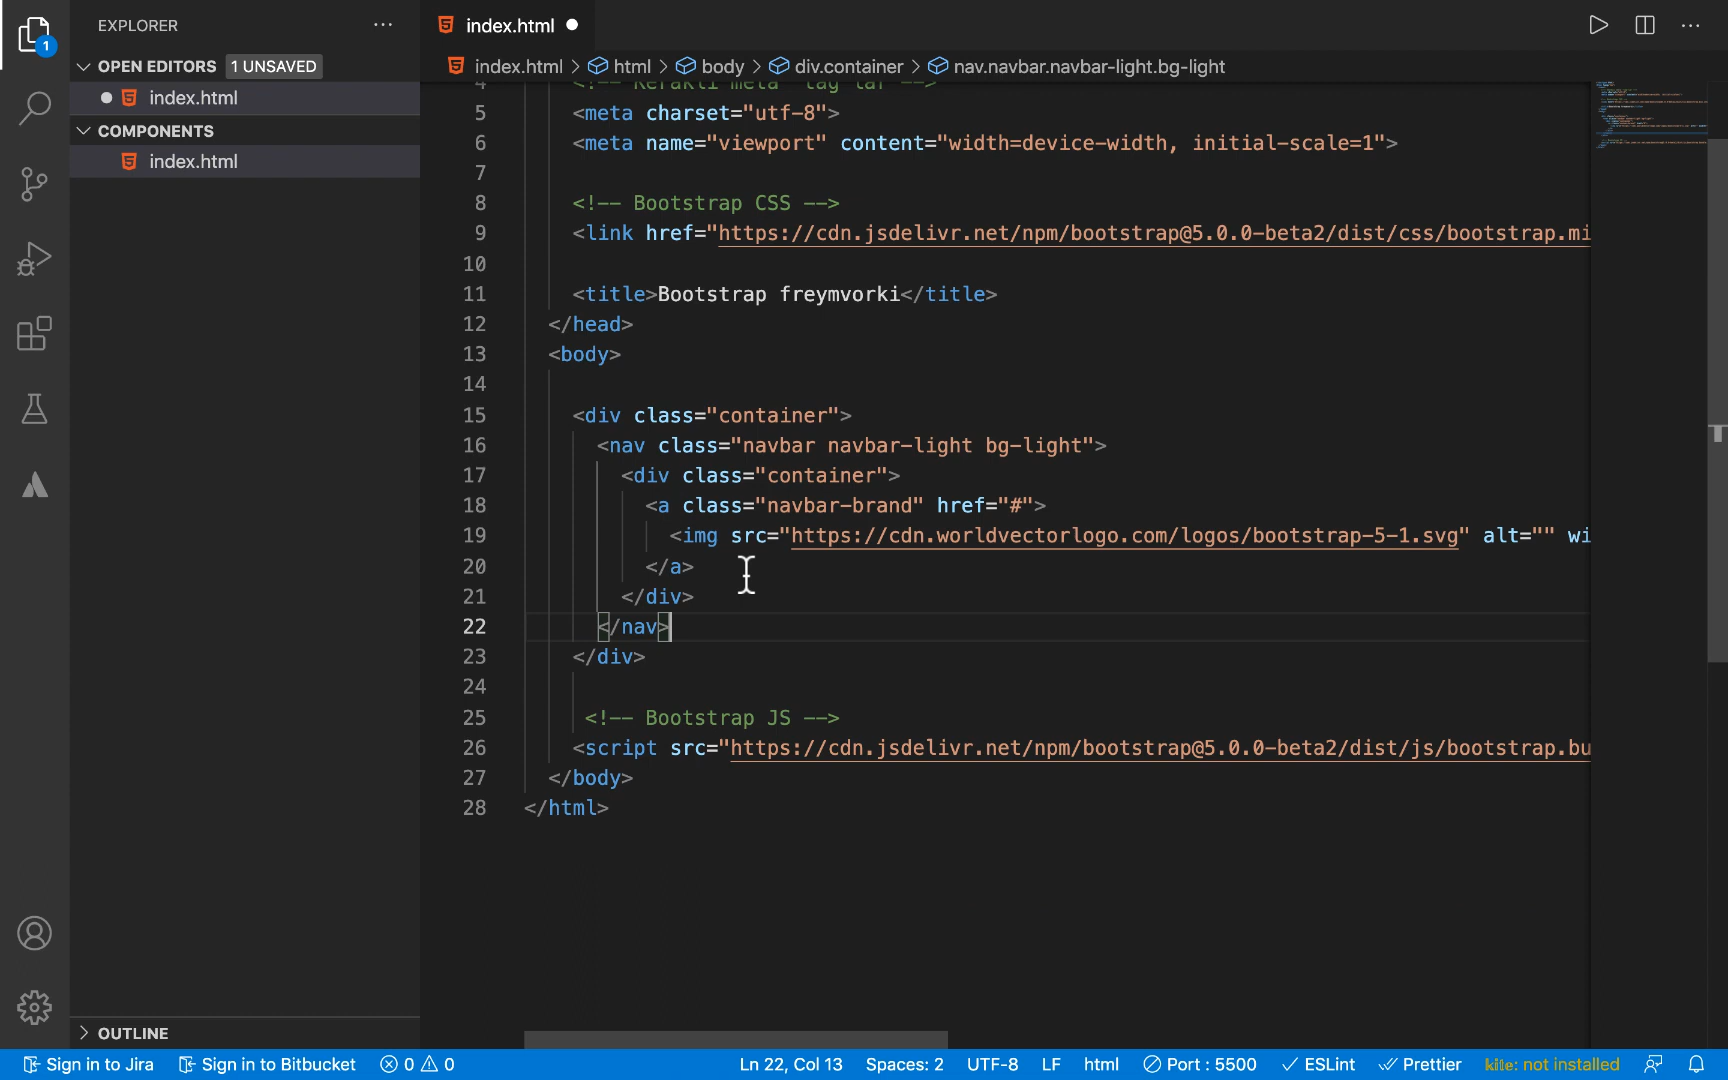 EXPLORER
OPEN EDITORS 1 UNSAVED
index.html
COMPONENTS
index.html
OUTLINE
1
index.html
index.html > html > body > div.container > nav.navbar.navbar-light.bg-light
4 <!-- Kerakli meta tag lar -->
5 <meta charset="utf-8">
6 <meta name="viewport" content="width=device-width, initial-scale=1">
7
8 <!-- Bootstrap CSS -->
9 <link href="https://cdn.jsdelivr.net/npm/bootstrap@5.0.0-beta2/dist/css/bootstrap.mi
10
11 <title>Bootstrap freymvorki</title>
12 </head>
13 <body>
14
15 <div class="container">
16 <nav class="navbar navbar-light bg-light">
17 <div class="container">
18 <a class="navbar-brand" href="#">
19 <img src="https://cdn.worldvectorlogo.com/logos/bootstrap-5-1.svg" alt="" wi
20 </a>
21 </div>
22 </nav>
23 </div>
24
25 <!-- Bootstrap JS -->
26 <script src="https://cdn.jsdelivr.net/npm/bootstrap@5.0.0-beta2/dist/js/bootstrap.bu
27 </body>
28 </html>
Sign in to Jira Sign in to Bitbucket 0 0 Ln 22, Col 13 Spaces: 2 UTF-8 LF html Port : 5500 ESLint Prettier kite: not installed